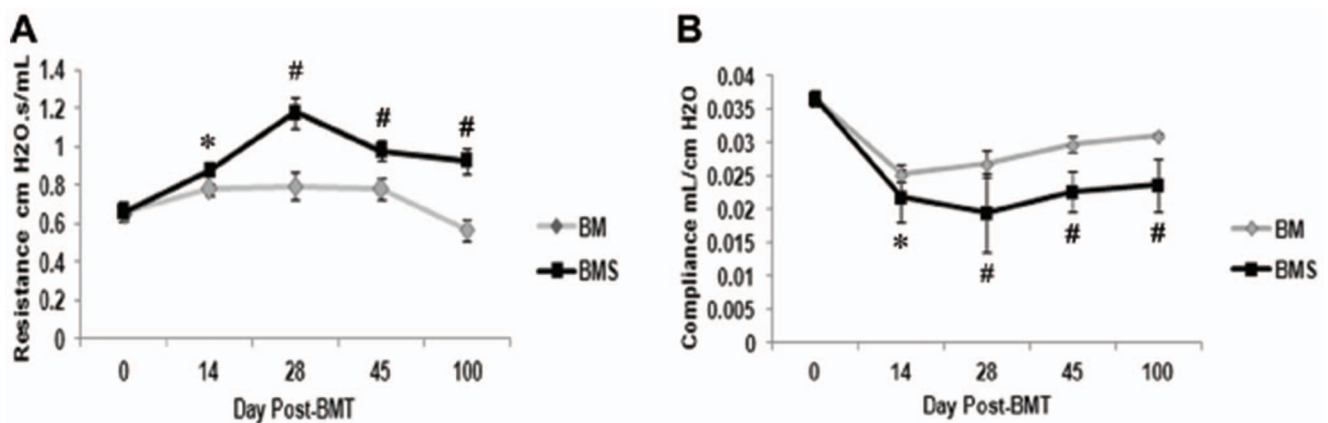 A
Resistance cm H2O.s/mL
1.4
1.2
1
0.8
0.6
0.4
0.2
0
* # # #
0 14 28 45 100
Day Post-BMT
BM
BMS
B
Compliance mL/cm H2O
0.04
0.035
0.03
0.025
0.02
0.015
0.01
0.005
0
* # # #
0 14 28 45 100
Day Post-BMT
BM
BMS